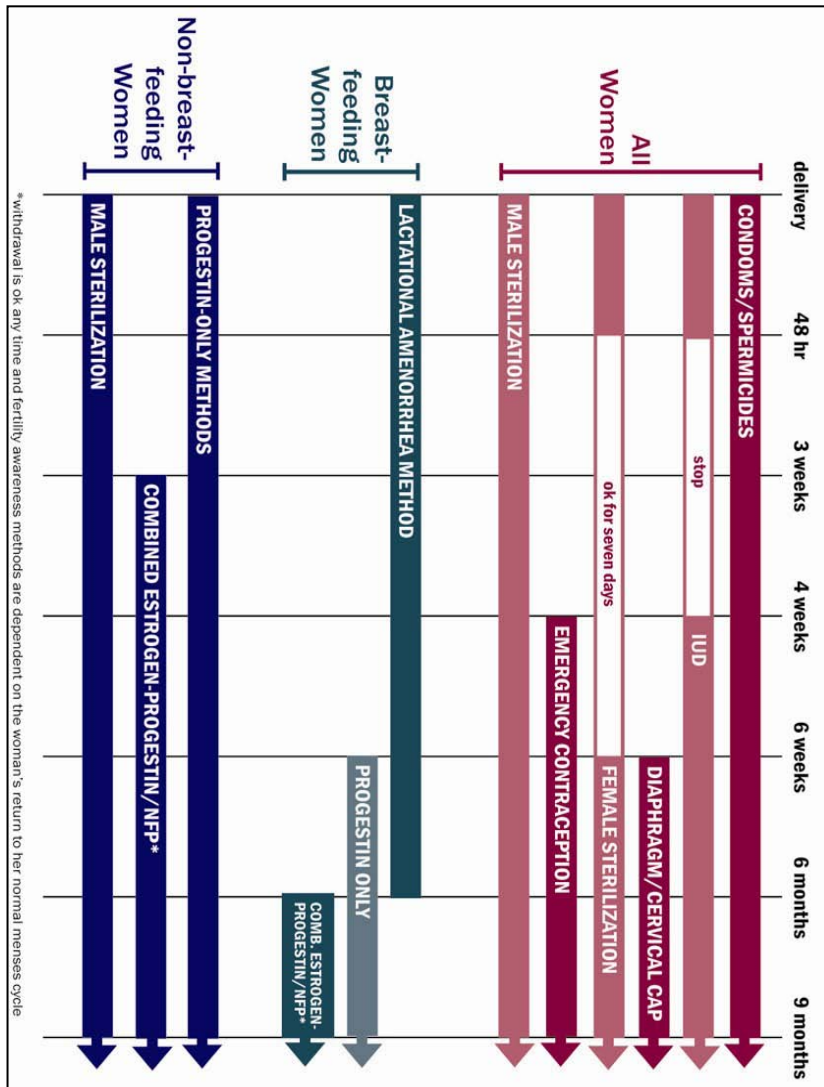 delivery
48 hr
3 weeks
4 weeks
6 weeks
6 months
9 months
All
Women
CONDOMS/SPERMICIDES
stop
IUD
DIAPHRAGM/CERVICAL CAP
ok for seven days
FEMALE STERILIZATION
EMERGENCY CONTRACEPTION
MALE STERILIZATION
Breast-
feeding
Women
LACTATIONAL AMENORRHEA METHOD
PROGESTIN ONLY
COMB. ESTROGEN-
PROGESTIN/NFP*
Non-breast-
feeding
Women
PROGESTIN-ONLY METHODS
COMBINED ESTROGEN-PROGESTIN/NFP*
MALE STERILIZATION
*withdrawal is ok any time and fertility awareness methods are dependent on the woman's return to her normal menses cycle